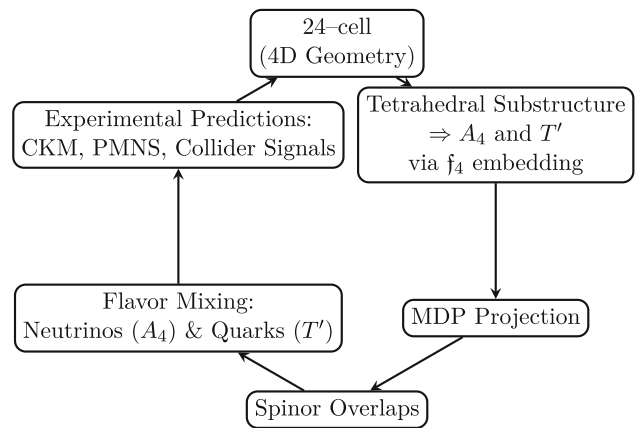 24–cell
(4D Geometry)
Tetrahedral Substructure
⇒ A₄ and T′
via 𝔣₄ embedding
MDP Projection
Spinor Overlaps
Flavor Mixing:
Neutrinos (A₄) & Quarks (T′)
Experimental Predictions:
CKM, PMNS, Collider Signals